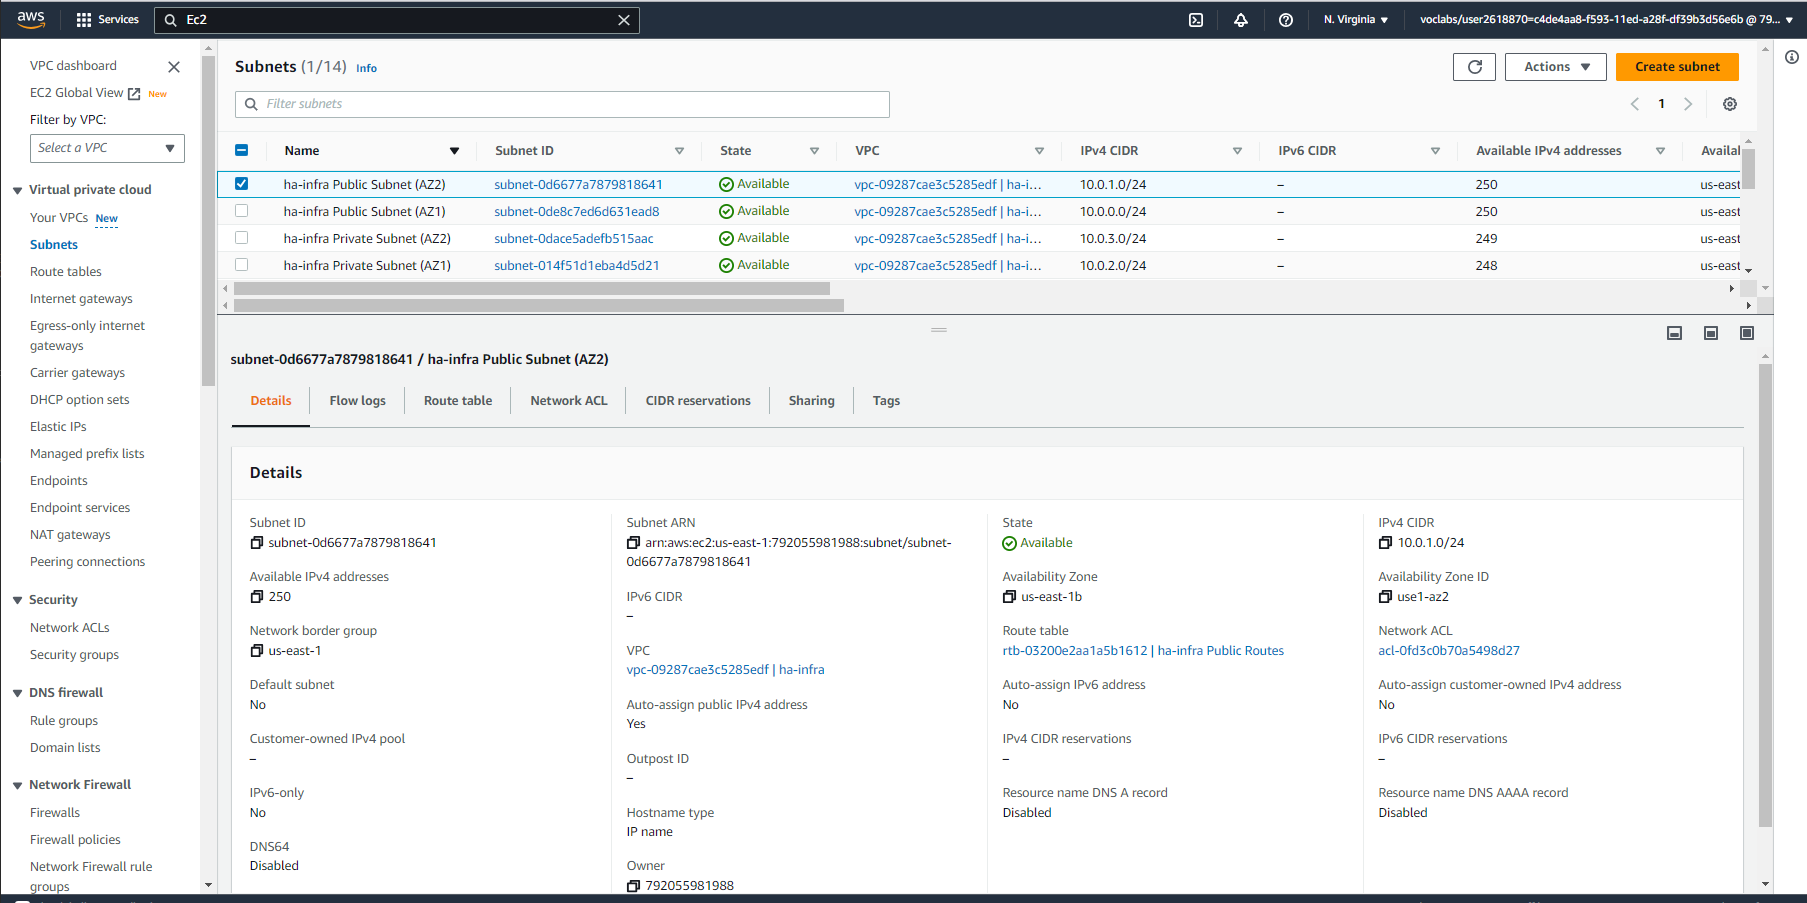 aws Services Ec2 N. Virginia voclabs/user2618870=c4de4aa8-f593-11ed-a28f-df39b3d56e6b @ 79...
VPC dashboard
EC2 Global View New
Filter by VPC:
Select a VPC
Virtual private cloud
Your VPCs New
Subnets
Route tables
Internet gateways
Egress-only internet
gateways
Carrier gateways
DHCP option sets
Elastic IPs
Managed prefix lists
Endpoints
Endpoint services
NAT gateways
Peering connections
Security
Network ACLs
Security groups
DNS firewall
Rule groups
Domain lists
Network Firewall
Firewalls
Firewall policies
Network Firewall rule
groups
Subnets (1/14) Info
Actions
Create subnet
Filter subnets
1
Name Subnet ID State VPC IPv4 CIDR IPv6 CIDR Available IPv4 addresses Availal
ha-infra Public Subnet (AZ2) subnet-0d6677a7879818641 Available vpc-09287cae3c5285edf | ha-i... 10.0.1.0/24 – 250 us-east
ha-infra Public Subnet (AZ1) subnet-0de8c7ed6d631ead8 Available vpc-09287cae3c5285edf | ha-i... 10.0.0.0/24 – 250 us-east
ha-infra Private Subnet (AZ2) subnet-0dace5adefb515aac Available vpc-09287cae3c5285edf | ha-i... 10.0.3.0/24 – 249 us-east
ha-infra Private Subnet (AZ1) subnet-014f51d1eba4d5d21 Available vpc-09287cae3c5285edf | ha-i... 10.0.2.0/24 – 248 us-east
subnet-0d6677a7879818641 / ha-infra Public Subnet (AZ2)
Details Flow logs Route table Network ACL CIDR reservations Sharing Tags
Details
Subnet ID
subnet-0d6677a7879818641
Available IPv4 addresses
250
Network border group
us-east-1
Default subnet
No
Customer-owned IPv4 pool
–
IPv6-only
No
DNS64
Disabled
Subnet ARN
arn:aws:ec2:us-east-1:792055981988:subnet/subnet-
0d6677a7879818641
IPv6 CIDR
–
VPC
vpc-09287cae3c5285edf | ha-infra
Auto-assign public IPv4 address
Yes
Outpost ID
–
Hostname type
IP name
Owner
792055981988
State
Available
Availability Zone
us-east-1b
Route table
rtb-03200e2aa1a5b1612 | ha-infra Public Routes
Auto-assign IPv6 address
No
IPv4 CIDR reservations
–
Resource name DNS A record
Disabled
IPv4 CIDR
10.0.1.0/24
Availability Zone ID
use1-az2
Network ACL
acl-0fd3c0b70a5498d27
Auto-assign customer-owned IPv4 address
No
IPv6 CIDR reservations
–
Resource name DNS AAAA record
Disabled